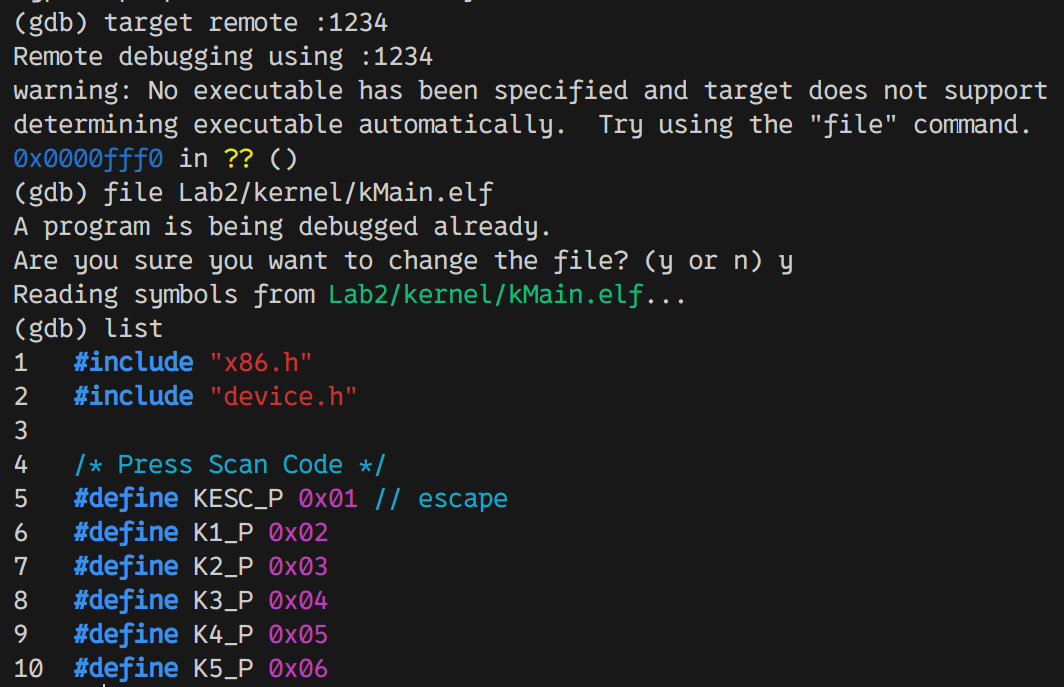 (gdb) target remote :1234
Remote debugging using :1234
warning: No executable has been specified and target does not support
determining executable automatically.  Try using the "file" command.
0x0000fff0 in ?? ()
(gdb) file Lab2/kernel/kMain.elf
A program is being debugged already.
Are you sure you want to change the file? (y or n) y
Reading symbols from Lab2/kernel/kMain.elf...
(gdb) list
1   #include "x86.h"
2   #include "device.h"
3
4   /* Press Scan Code */
5   #define KESC_P 0x01 // escape
6   #define K1_P 0x02
7   #define K2_P 0x03
8   #define K3_P 0x04
9   #define K4_P 0x05
10  #define K5_P 0x06